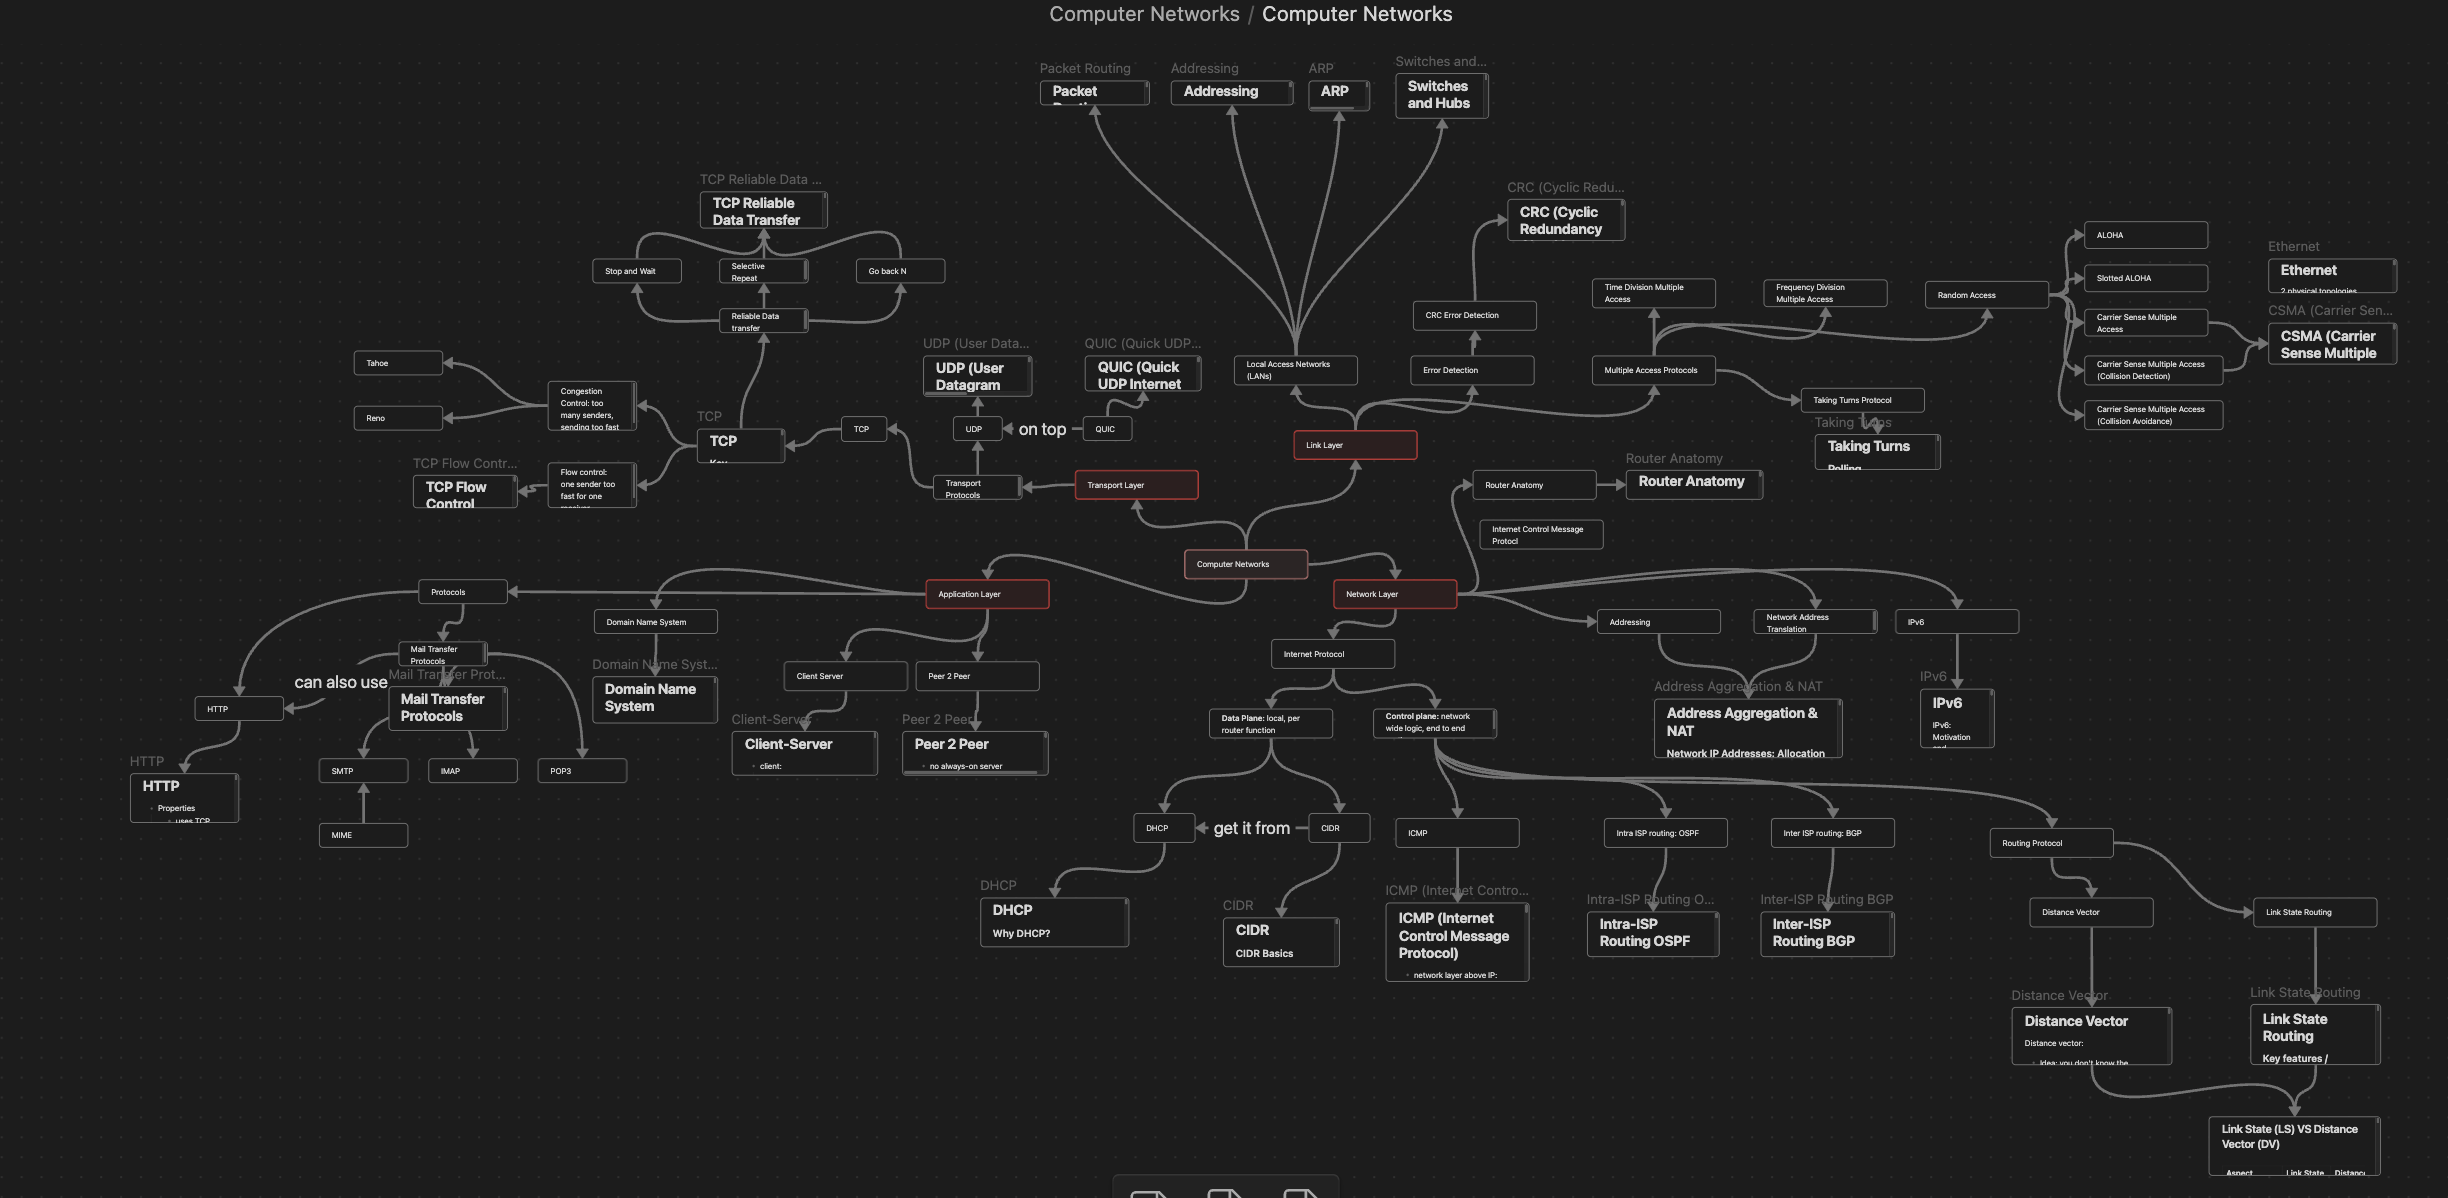 Computer Networks / Computer Networks
Packet Routing
Packet
Addressing
Addressing
ARP
ARP
Switches and...
Switches
and Hubs
TCP Reliable Data ...
TCP Reliable
Data Transfer
Stop and Wait
Selective
Repeat
Go back N
Reliable Data
transfer
CRC (Cyclic Redu...
CRC (Cyclic
Redundancy
CRC Error Detection
Error Detection
Local Access Networks
(LANs)
Time Division Multiple
Access
Frequency Division
Multiple Access
Random Access
Multiple Access Protocols
Taking Turns Protocol
Taking Turns
Taking Turns
Polling
ALOHA
Slotted ALOHA
Carrier Sense Multiple
Access
Carrier Sense Multiple Access
(Collision Detection)
Carrier Sense Multiple Access
(Collision Avoidance)
Ethernet
Ethernet
2 physical topologies
CSMA (Carrier Sen...
CSMA (Carrier
Sense Multiple
Tahoe
Reno
Congestion
Control: too
many senders,
sending too fast
TCP Flow Contr...
TCP Flow
Control
Flow control:
one sender too
fast for one
receiver
TCP
TCP
Key
TCP
UDP (User Data...
UDP (User
Datagram
UDP
on top
QUIC
QUIC (Quick UDP...
QUIC (Quick
UDP Internet
Transport
Protocols
Transport Layer
Link Layer
Router Anatomy
Router Anatomy
Router Anatomy
Internet Control Message
Protocl
Computer Networks
Application Layer
Network Layer
Protocols
Domain Name System
Domain Name Syst...
Domain Name
System
Mail Transfer
Protocols
can also use
Mail Transfer Prot...
Mail Transfer
Protocols
HTTP
HTTP
HTTP
Properties
uses TCP
SMTP
IMAP
POP3
MIME
Client Server
Peer 2 Peer
Client-Server
Client-Server
client:
Peer 2 Peer
Peer 2 Peer
no always-on server
Internet Protocol
Addressing
Network Address
Translation
IPv6
Address Aggregation & NAT
Address Aggregation &
NAT
Network IP Addresses: Allocation
IPv6
IPv6
IPv6:
Motivation
and
Data Plane: local, per
router function
Control plane: network
wide logic, end to end
DHCP
get it from
CIDR
ICMP
Intra ISP routing: OSPF
Inter ISP routing: BGP
Routing Protocol
DHCP
DHCP
Why DHCP?
CIDR
CIDR
CIDR Basics
ICMP (Internet Contro...
ICMP (Internet
Control Message
Protocol)
network layer above IP:
Intra-ISP Routing O...
Intra-ISP
Routing OSPF
Inter-ISP Routing BGP
Inter-ISP
Routing BGP
Distance Vector
Link State Routing
Distance Vector
Distance Vector
Distance vector:
Idea: you don't know the
Link State Routing
Link State
Routing
Key features /
Link State (LS) VS Distance
Vector (DV)
Aspect Link State Distance